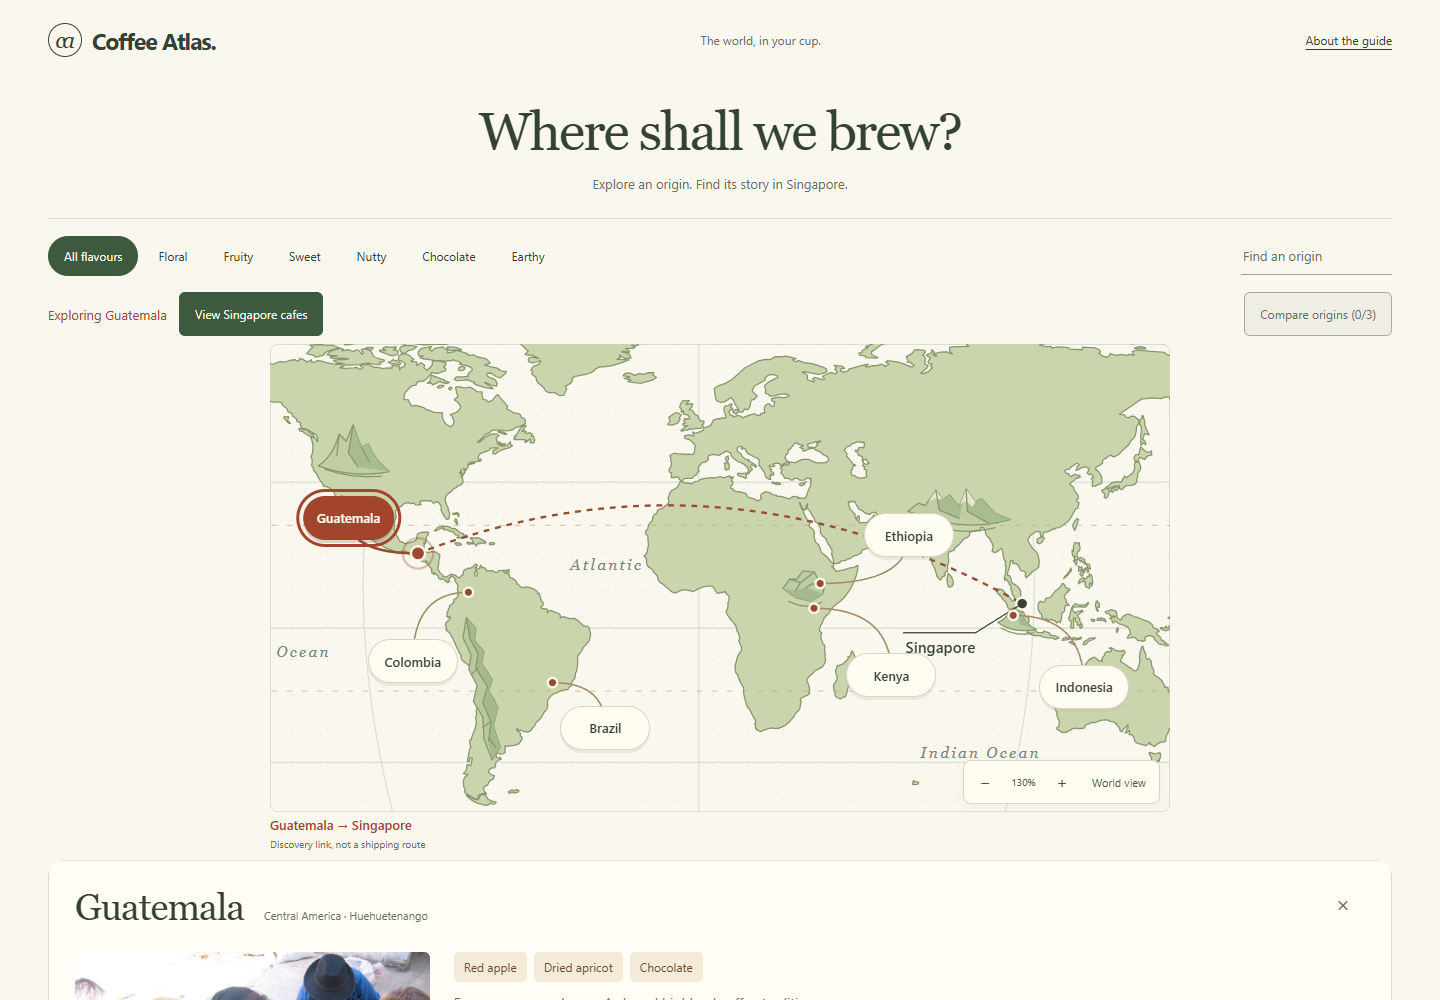 ca Coffee Atlas.
The world, in your cup.
About the guide
Where shall we brew?
Explore an origin. Find its story in Singapore.
All flavours
Floral
Fruity
Sweet
Nutty
Chocolate
Earthy
Find an origin
Exploring Guatemala
View Singapore cafes
Compare origins (0/3)
Guatemala
Ethiopia
Atlantic
Singapore
Ocean
Colombia
Kenya
Indonesia
Brazil
Indian Ocean
− 130% + World view
Guatemala → Singapore
Discovery link, not a shipping route
Guatemala
Central America · Huehuetenango
×
Red apple
Dried apricot
Chocolate